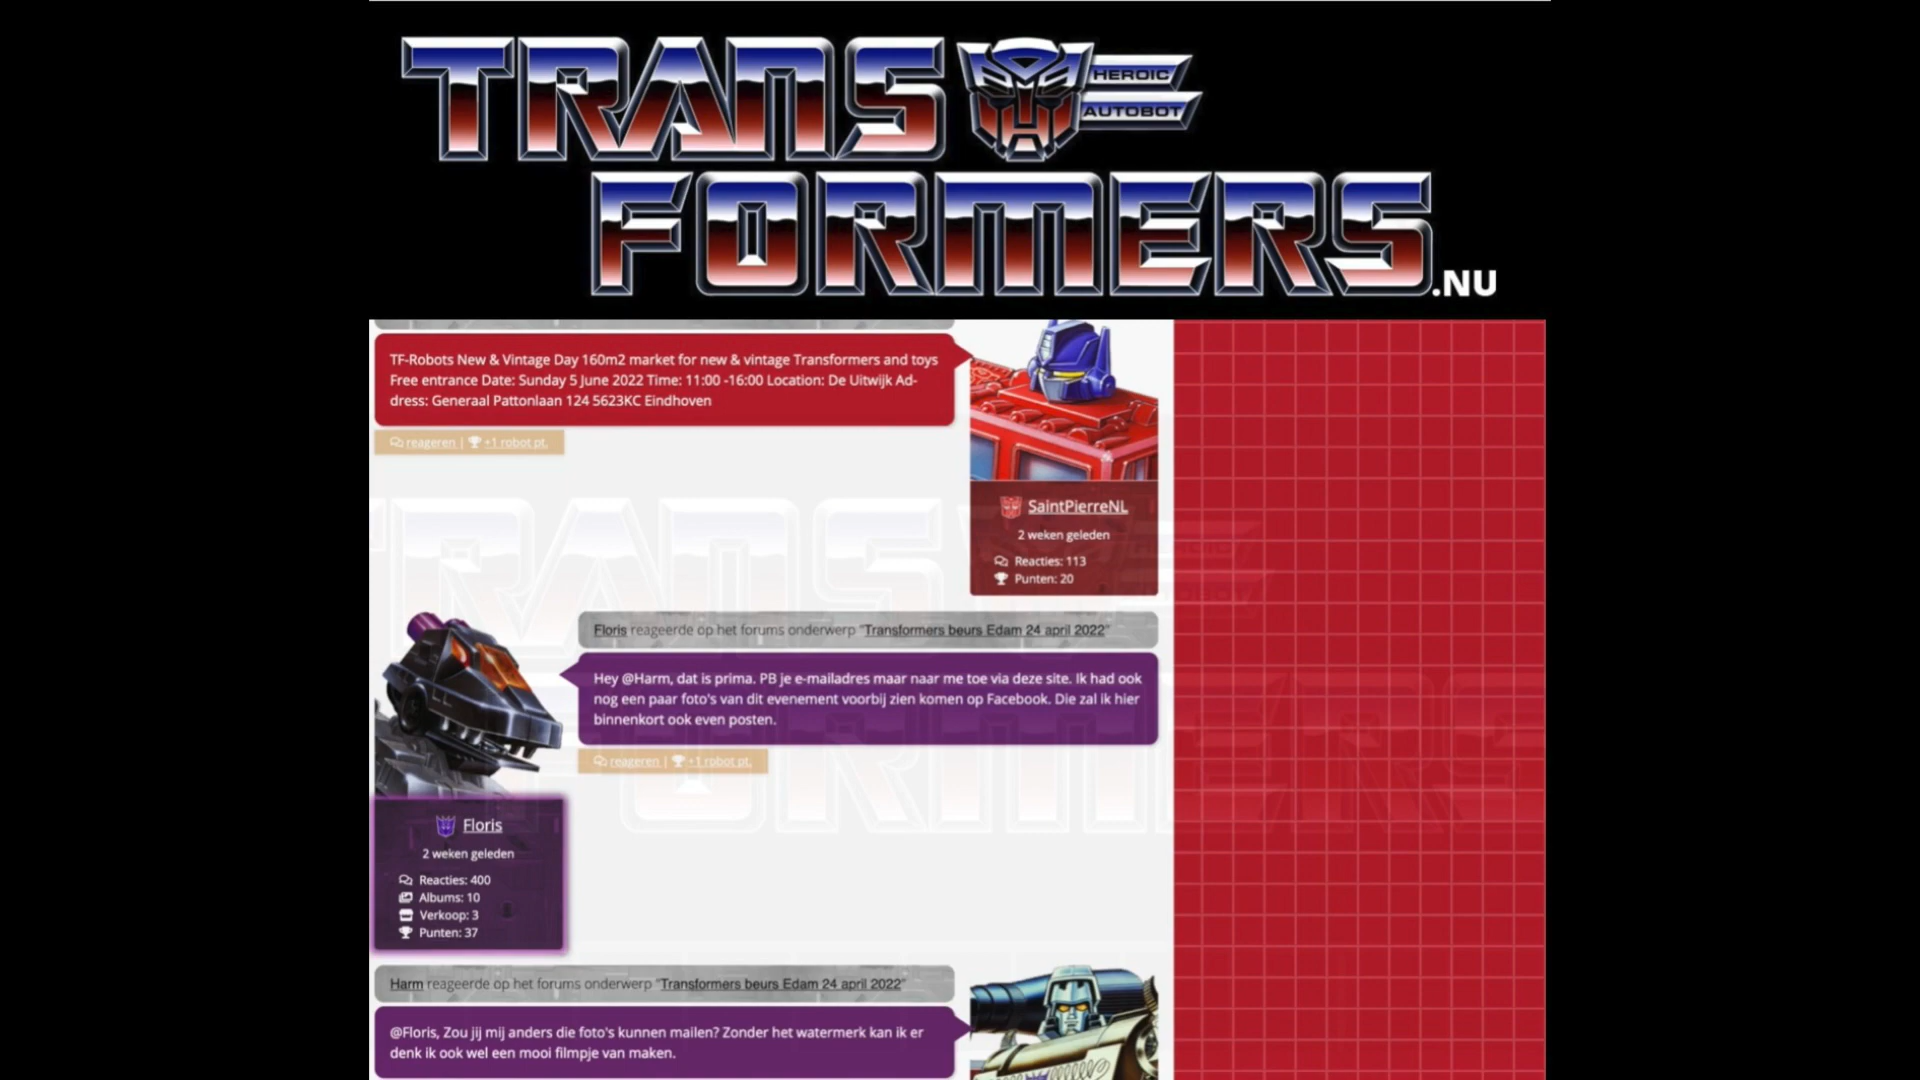 TRANS
HEROIC
AUTOBOT
FORMERS.NU
TF-Robots New & Vintage Day 160m2 market for new & vintage Transformers and toys
Free entrance Date: Sunday 5 June 2022 Time: 11:00 -16:00 Location: De Uitwijk Ad-
dress: Generaal Pattonlaan 124 5623KC Eindhoven
reageren | +1 robot pt.
SaintPierreNL
2 weken geleden
Reacties: 113
Punten: 20
Floris reageerde op het forums onderwerp "Transformers beurs Edam 24 april 2022"
Hey @Harm, dat is prima. PB je e-mailadres maar naar me toe via deze site. Ik had ook
nog een paar foto's van dit evenement voorbij zien komen op Facebook. Die zal ik hier
binnenkort ook even posten.
reageren | +1 robot pt.
Floris
2 weken geleden
Reacties: 400
Albums: 10
Verkoop: 3
Punten: 37
Harm reageerde op het forums onderwerp "Transformers beurs Edam 24 april 2022"
@Floris, Zou jij mij anders die foto's kunnen mailen? Zonder het watermerk kan ik er
denk ik ook wel een mooi filmpje van maken.
TRANS
HEROIC
AUTOBOT
FORMERS